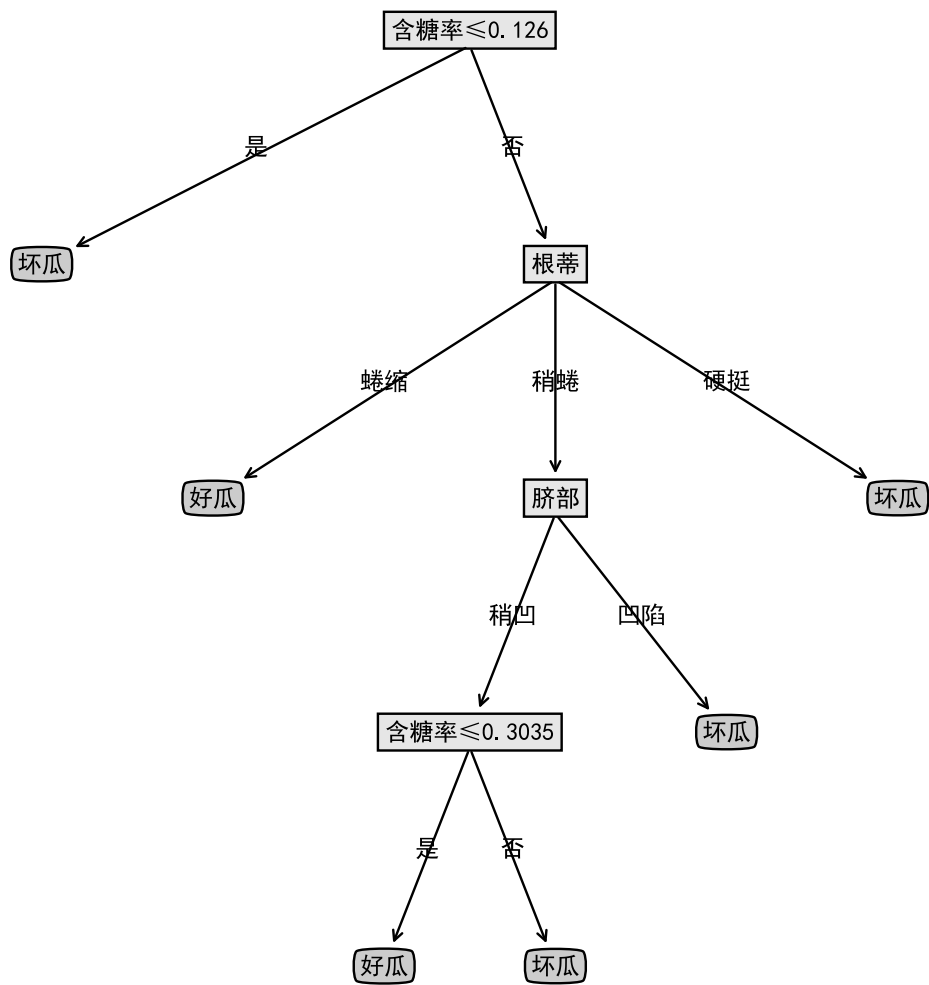 含糖率≤0.126
是
否
坏瓜
根蒂
蜷缩
稍蜷
硬挺
好瓜
脐部
坏瓜
稍凹
凹陷
含糖率≤0.3035
坏瓜
是
否
好瓜
坏瓜